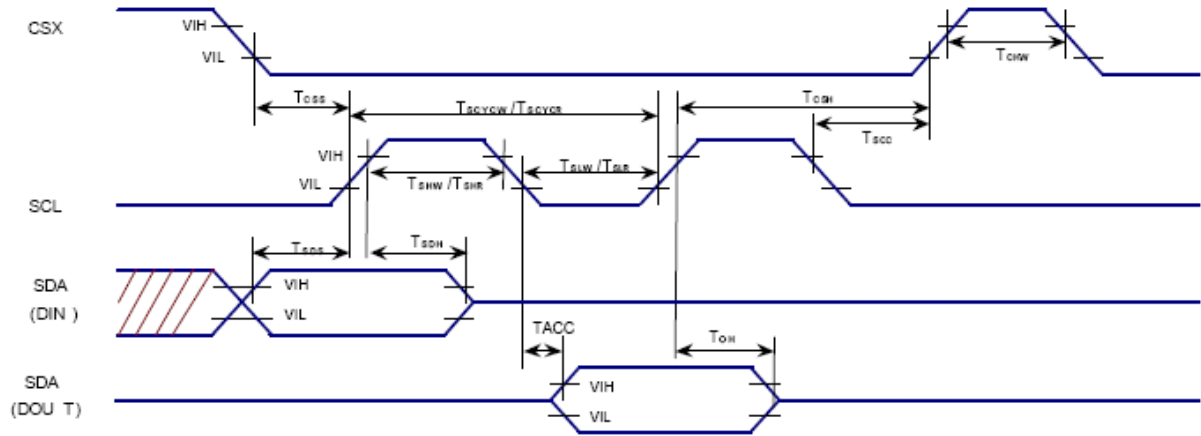 CSX
VIH
VIL
TCHW
TCSS
TSCYCW /TSCYCR
TCSH
TSCC
VIH
VIL
TSHW /TSHR
TSLW /TSLR
SCL
TSDS
TSDH
SDA
(DIN )
VIH
VIL
TACC
TOH
SDA
(DOU T)
VIH
VIL